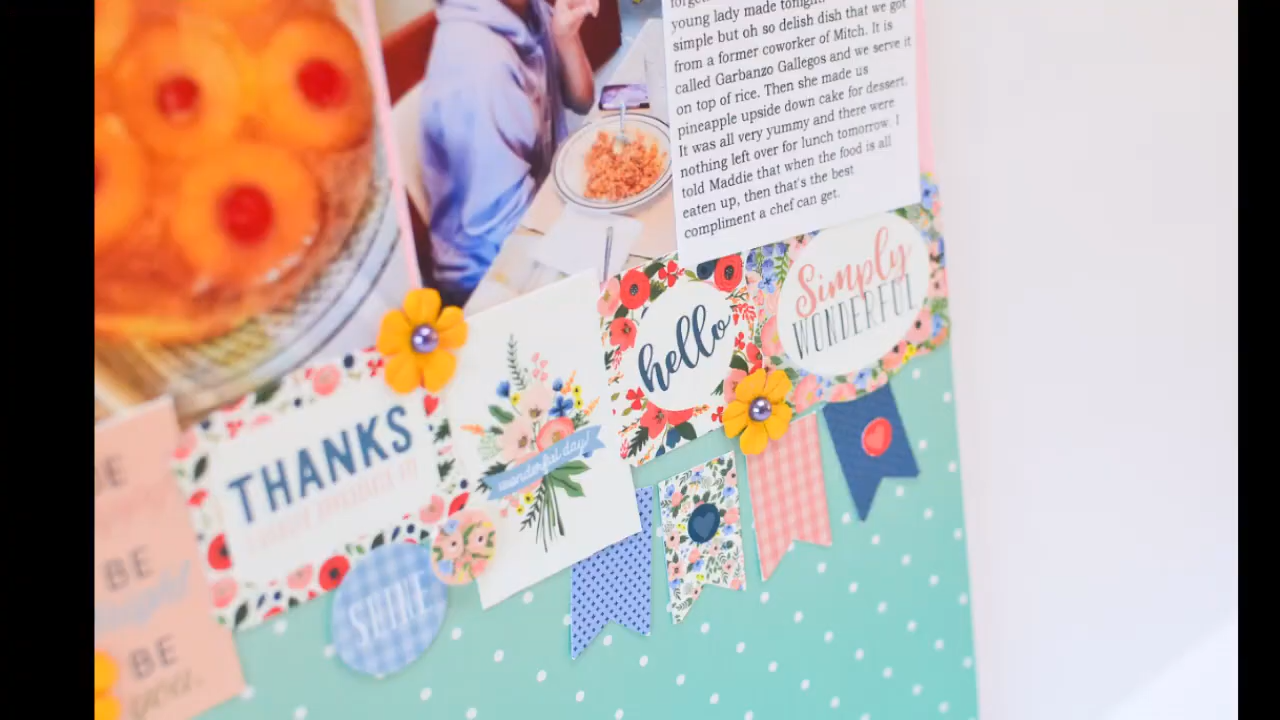 young lady made tonight.
simple but oh so delish dish that we got
from a former coworker of Mitch. It is
called Garbanzo Gallegos and we serve it
on top of rice. Then she made us
pineapple upside down cake for dessert.
It was all very yummy and there were
nothing left over for lunch tomorrow. I
told Maddie that when the food is all
eaten up, then that's the best
compliment a chef can get.
Simply
WONDERFUL
hello
THANKS
wonderful day!
SHINE
BE
BE
you.